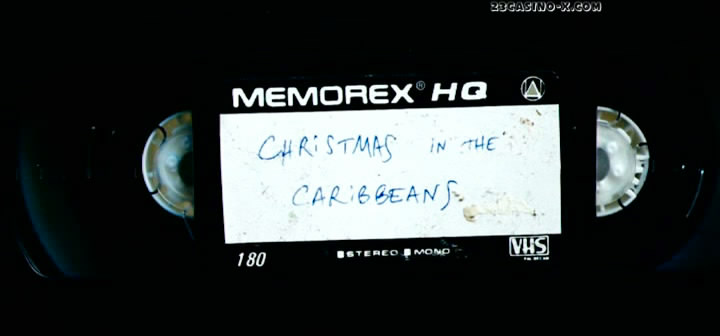 23casino-x.com
MEMOREX® HQ
CHRISTMAS IN THE
CARIBBEANS
180
STEREO MONO
VHS